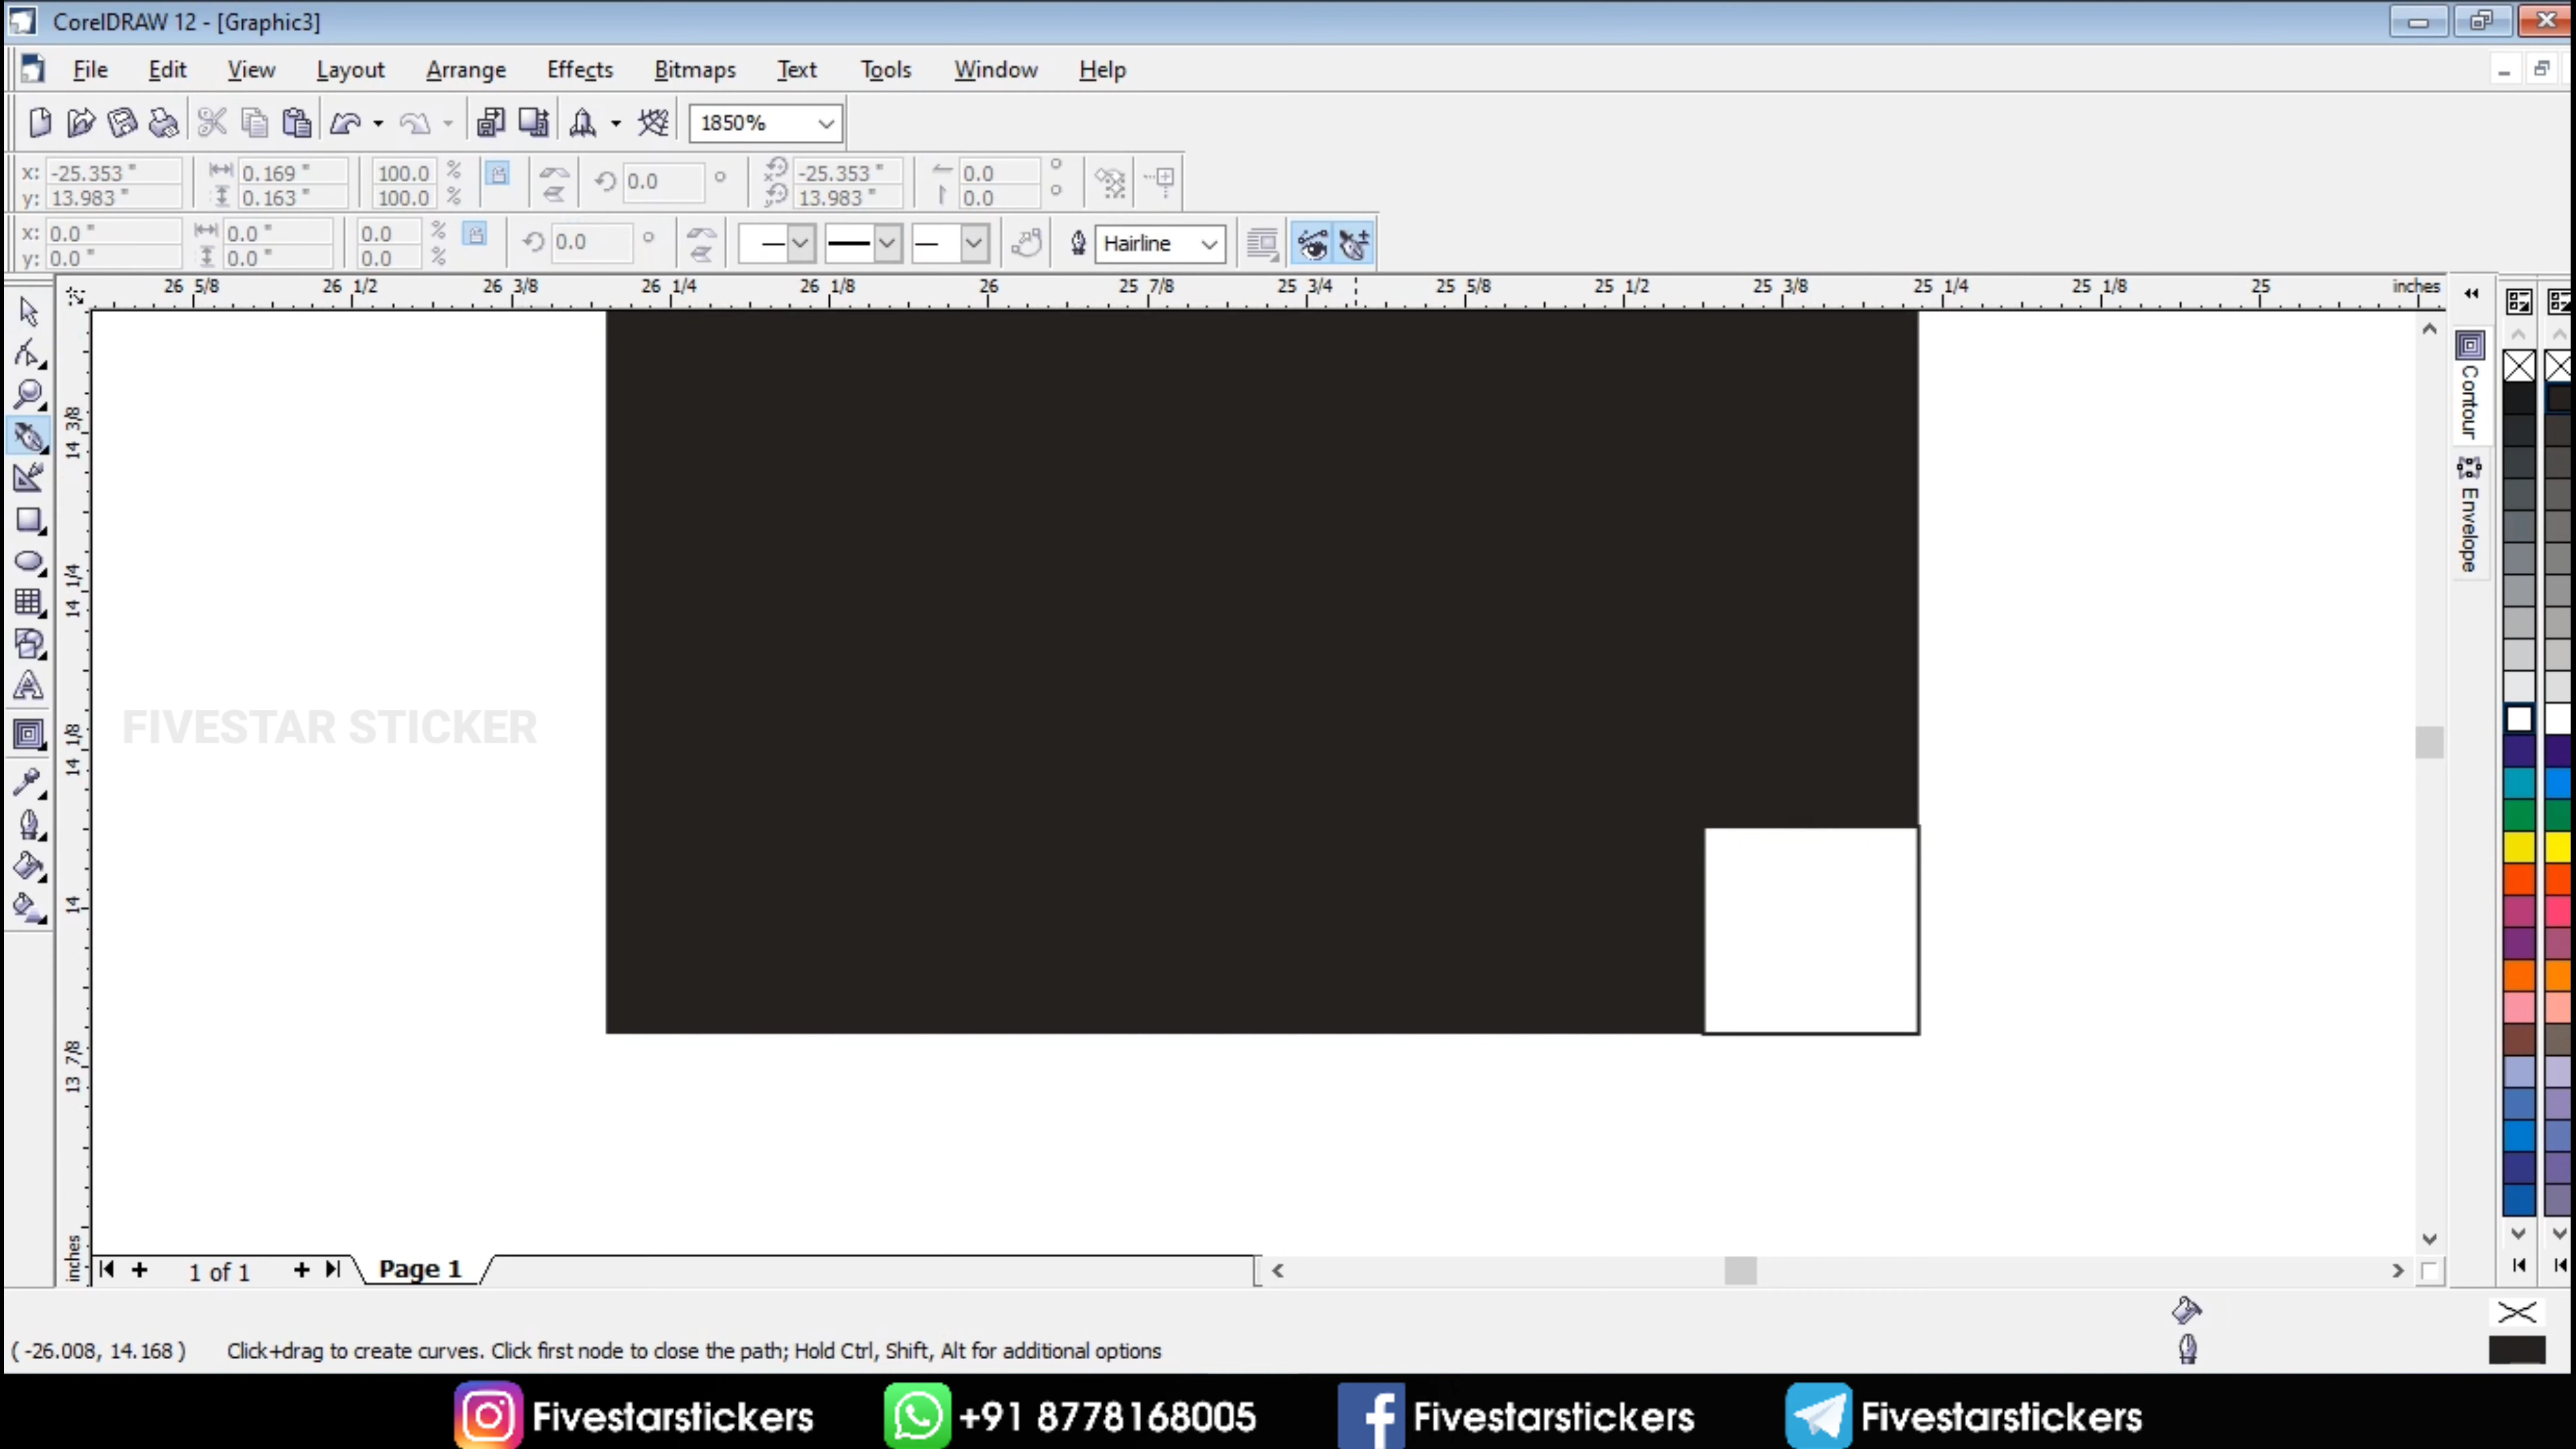 CorelDRAW 12 - [Graphic3]
File Edit View Layout Arrange Effects Bitmaps Text Tools Window Help
1850%
x: -25.353 " 0.169 " 100.0 % 0.0 ° -25.353 " 0.0 °
y: 13.983 " 0.163 " 100.0 % 13.983 " 0.0 °
x: 0.0 " 0.0 " 0.0 % 0.0 ° Hairline
y: 0.0 " 0.0 " 0.0 %
26 5/8 26 1/2 26 3/8 26 1/4 26 1/8 26 25 7/8 25 3/4 25 5/8 25 1/2 25 3/8 25 1/4 25 1/8 25 inches
14 3/8
14 1/4
14 1/8
14
13 7/8
inches
Contour
Envelope
FIVESTAR STICKER
1 of 1 Page 1
( -26.008, 14.168 ) Click+drag to create curves. Click first node to close the path; Hold Ctrl, Shift, Alt for additional options
Fivestarstickers +91 8778168005 Fivestarstickers Fivestarstickers